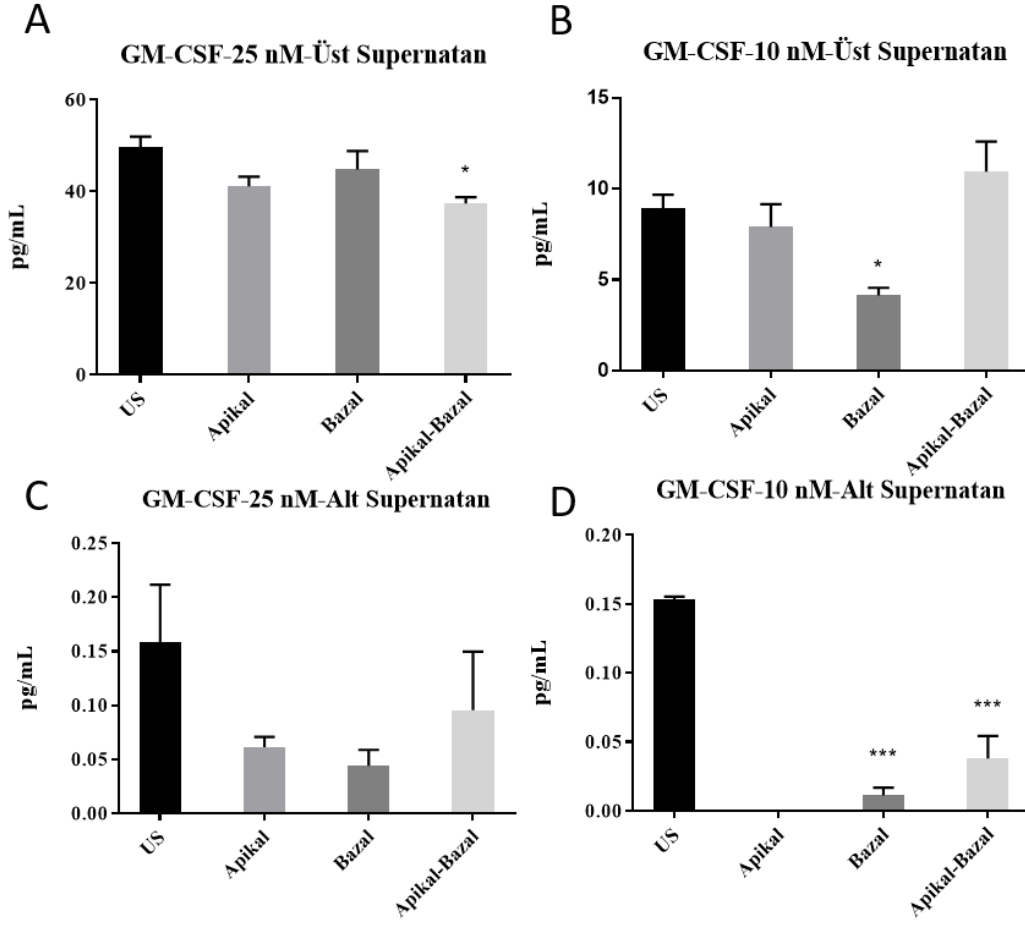 A
GM-CSF-25 nM-Üst Supernatan
pg/mL
60
40
20
0
*
US
Apikal
Bazal
Apikal-Bazal
B
GM-CSF-10 nM-Üst Supernatan
pg/mL
15
10
5
0
*
US
Apikal
Bazal
Apikal-Bazal
C
GM-CSF-25 nM-Alt Supernatan
pg/mL
0.25
0.20
0.15
0.10
0.05
0.00
US
Apikal
Bazal
Apikal-Bazal
D
GM-CSF-10 nM-Alt Supernatan
pg/mL
0.20
0.15
0.10
0.05
0.00
***
***
US
Apikal
Bazal
Apikal-Bazal